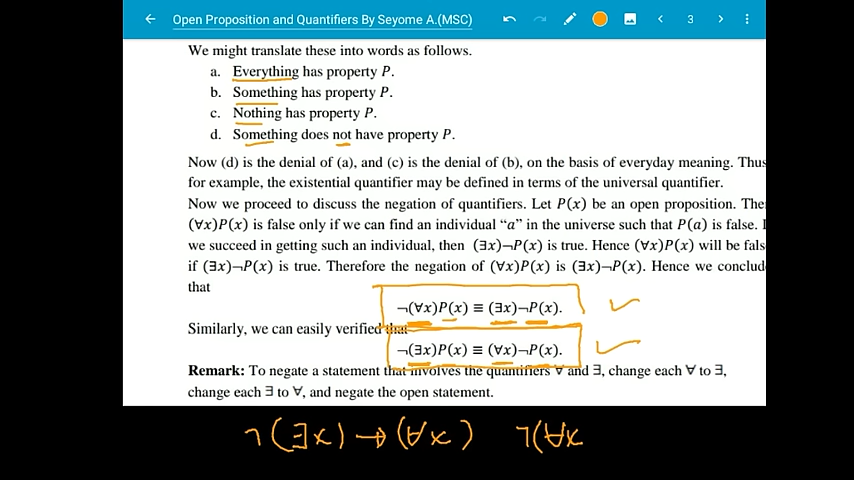 Open Proposition and Quantifiers By Seyome A.(MSC)
3
We might translate these into words as follows.
a. Everything has property P.
b. Something has property P.
c. Nothing has property P.
d. Something does not have property P.
Now (d) is the denial of (a), and (c) is the denial of (b), on the basis of everyday meaning. Thus
for example, the existential quantifier may be defined in terms of the universal quantifier.
Now we proceed to discuss the negation of quantifiers. Let P(x) be an open proposition. The
(∀x)P(x) is false only if we can find an individual “a” in the universe such that P(a) is false. I
we succeed in getting such an individual, then (∃x)¬P(x) is true. Hence (∀x)P(x) will be fals
if (∃x)¬P(x) is true. Therefore the negation of (∀x)P(x) is (∃x)¬P(x). Hence we conclud
that
¬(∀x)P(x) ≡ (∃x)¬P(x).
Similarly, we can easily verified that
¬(∃x)P(x) ≡ (∀x)¬P(x).
Remark: To negate a statement that involves the quantifiers ∀ and ∃, change each ∀ to ∃,
change each ∃ to ∀, and negate the open statement.
¬(∃x) → (∀x) ¬(∀x